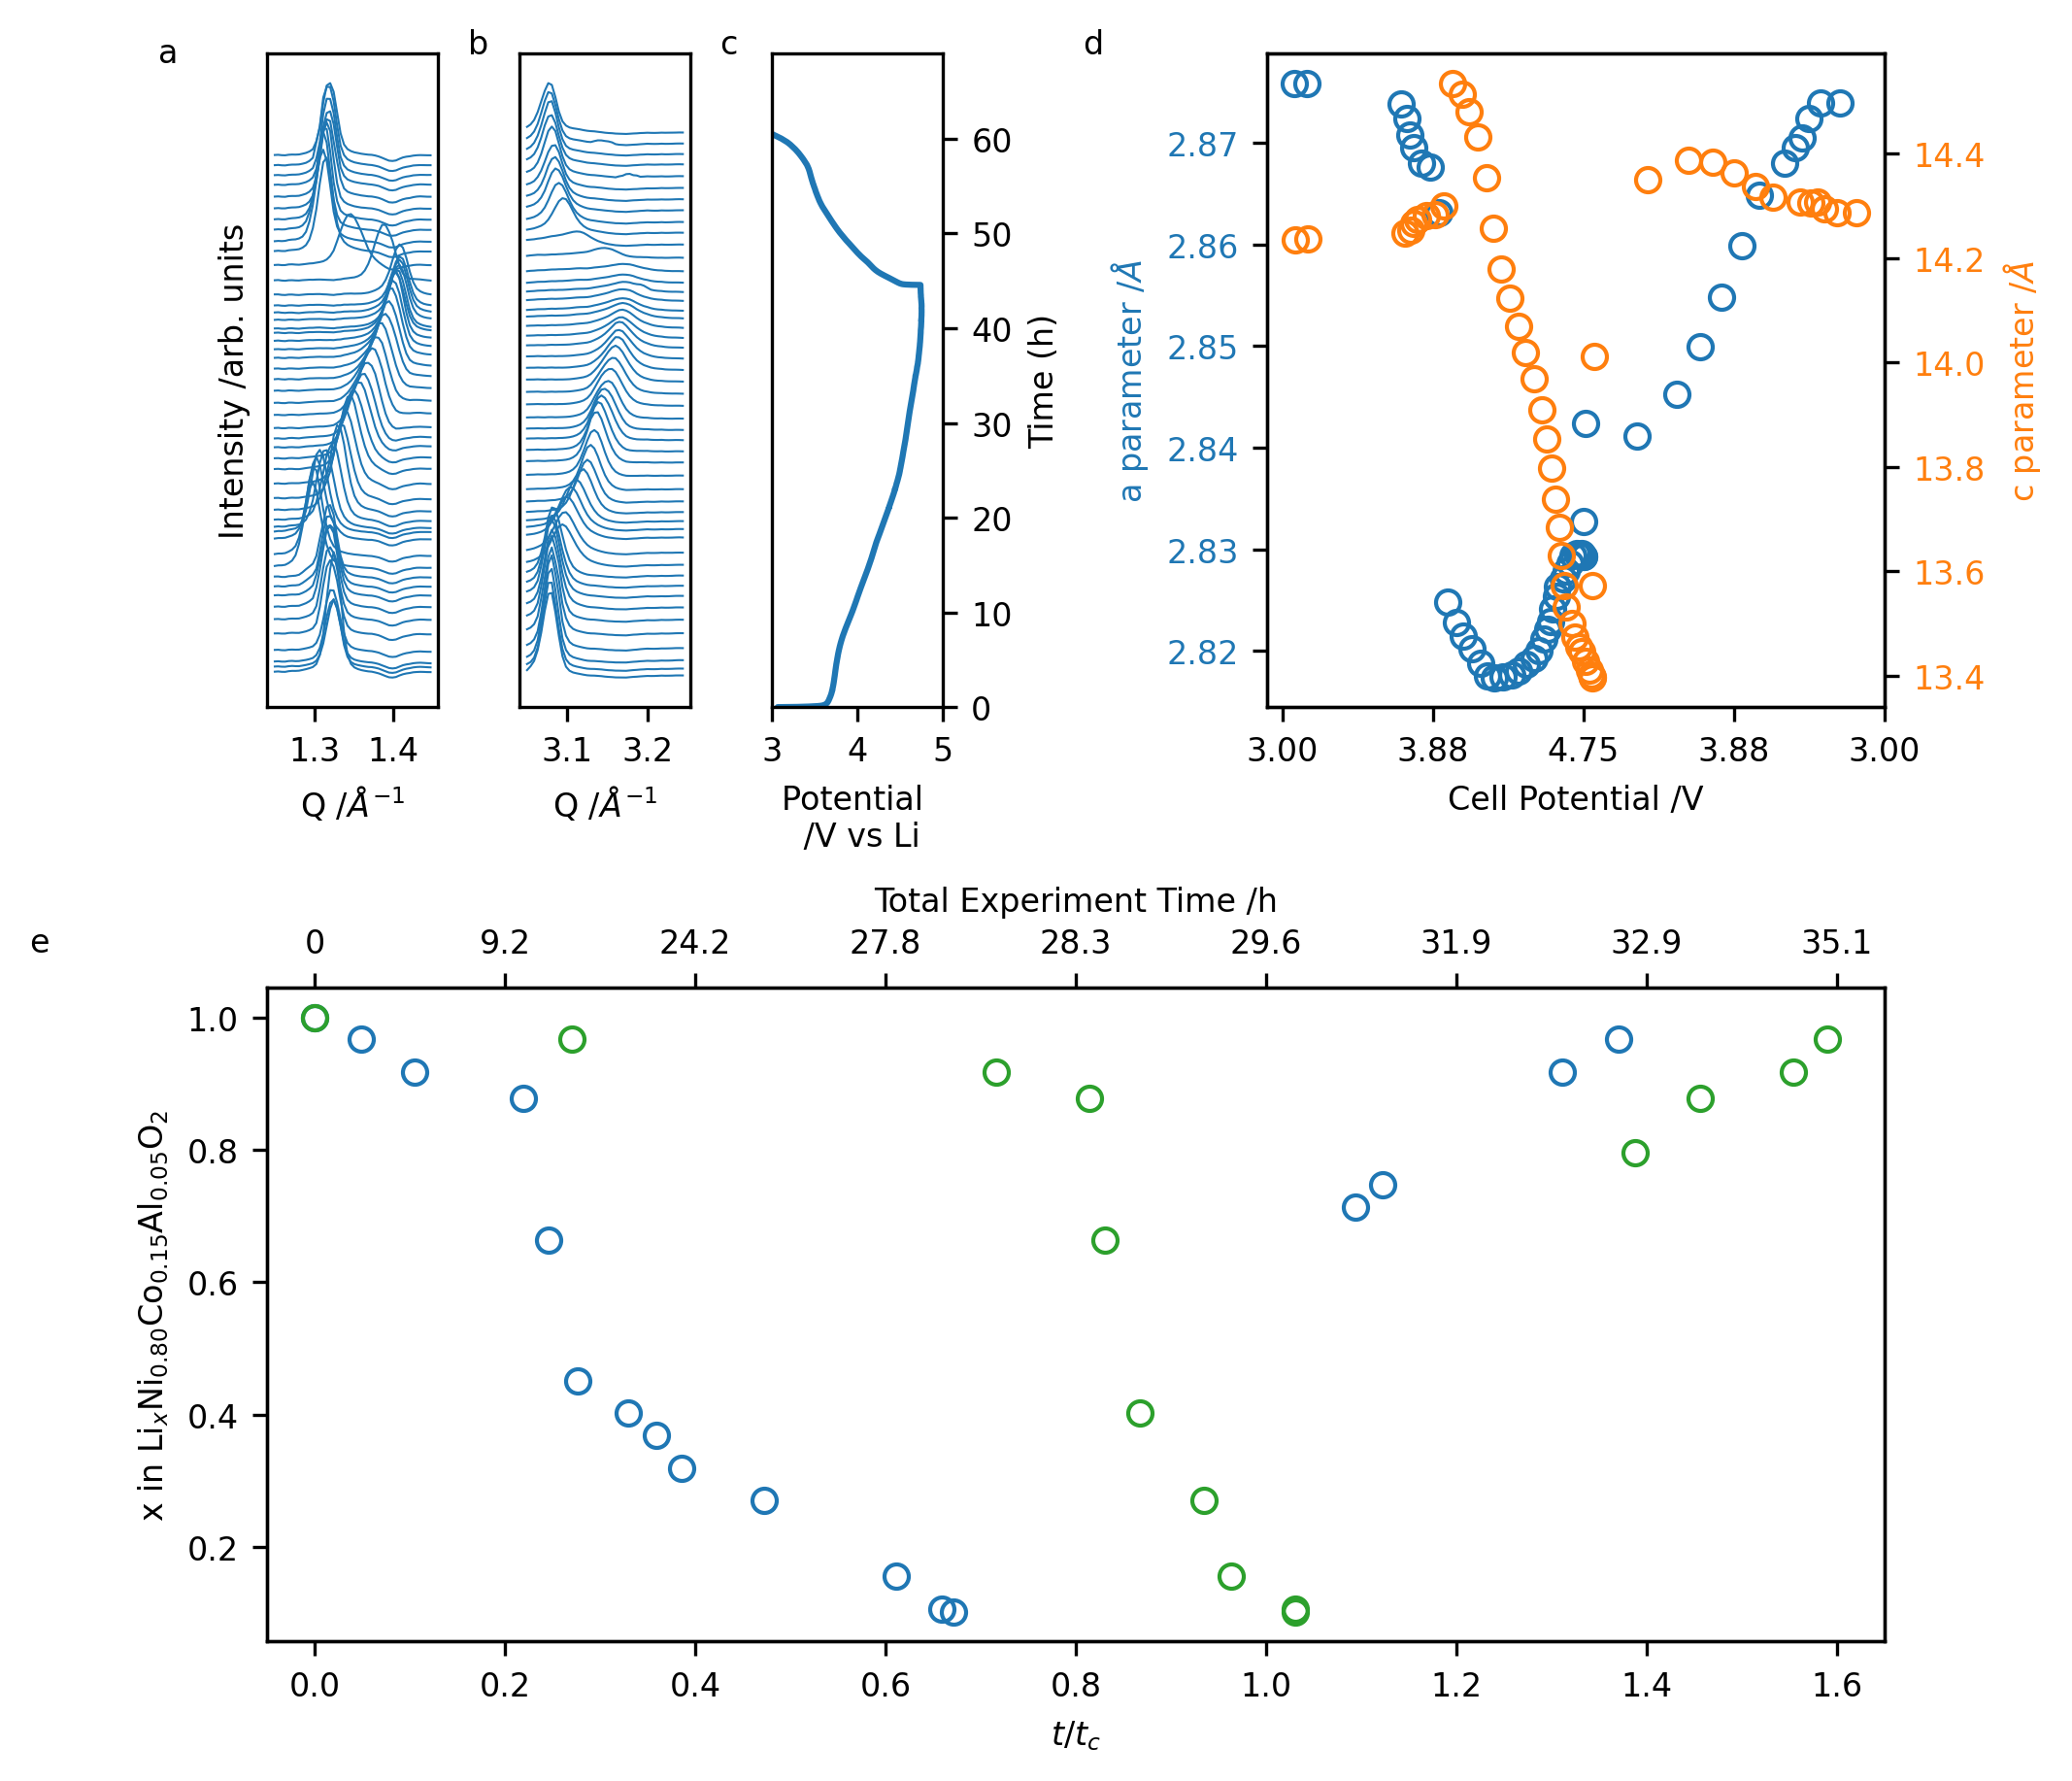 a
b
c
d
Intensity /arb. units
1.3 1.4
Q /Å⁻¹
3.1 3.2
Q /Å⁻¹
60
50
40
30
20
10
0
Time (h)
3 4 5
Potential
/V vs Li
a parameter /Å
2.87
2.86
2.85
2.84
2.83
2.82
14.4
14.2
14.0
13.8
13.6
13.4
c parameter /Å
3.00 3.88 4.75 3.88 3.00
Cell Potential /V
e
Total Experiment Time /h
0 9.2 24.2 27.8 28.3 29.6 31.9 32.9 35.1
x in LiₓNi₀.₈₀Co₀.₁₅Al₀.₀₅O₂
1.0
0.8
0.6
0.4
0.2
0.0 0.2 0.4 0.6 0.8 1.0 1.2 1.4 1.6
t/t_c